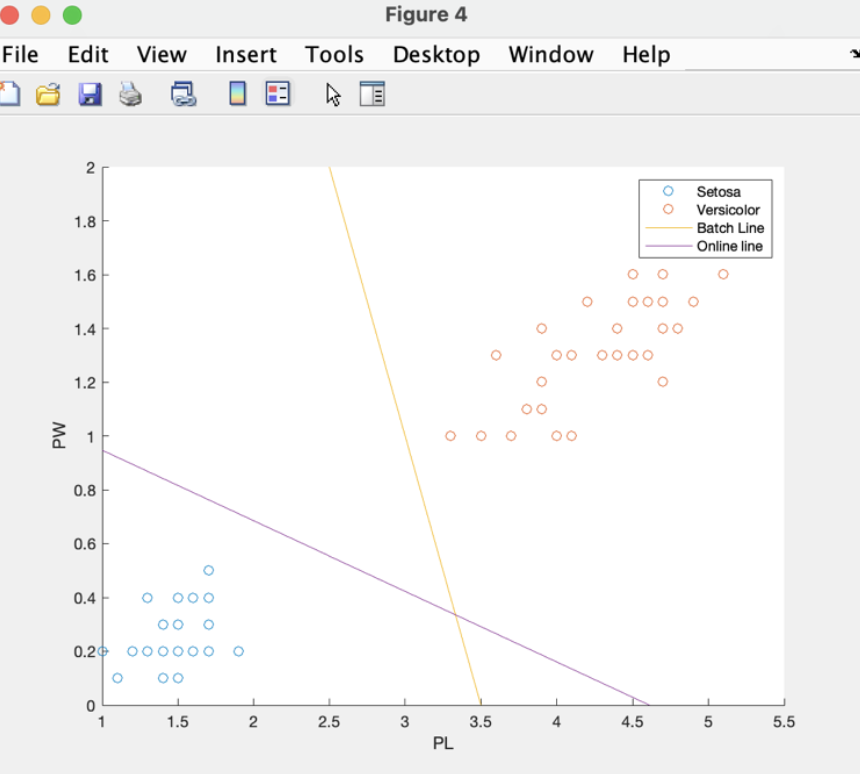 Figure 4
File Edit View Insert Tools Desktop Window Help
2
1.8
1.6
1.4
1.2
1
0.8
0.6
0.4
0.2
0
PW
Setosa
Versicolor
Batch Line
Online line
1 1.5 2 2.5 3 3.5 4 4.5 5 5.5
PL